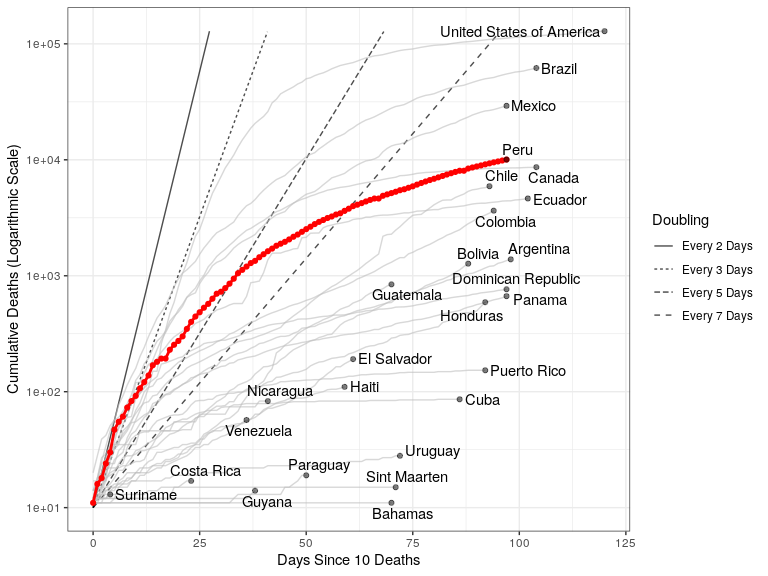 Cumulative Deaths (Logarithmic Scale)
1e+05
1e+04
1e+03
1e+02
1e+01
United States of America
Brazil
Mexico
Peru
Chile
Canada
Ecuador
Colombia
Argentina
Bolivia
Dominican Republic
Guatemala
Panama
Honduras
El Salvador
Puerto Rico
Haiti
Nicaragua
Cuba
Venezuela
Uruguay
Paraguay
Costa Rica
Sint Maarten
Suriname
Guyana
Bahamas
0
25
50
75
100
125
Days Since 10 Deaths
Doubling
Every 2 Days
Every 3 Days
Every 5 Days
Every 7 Days